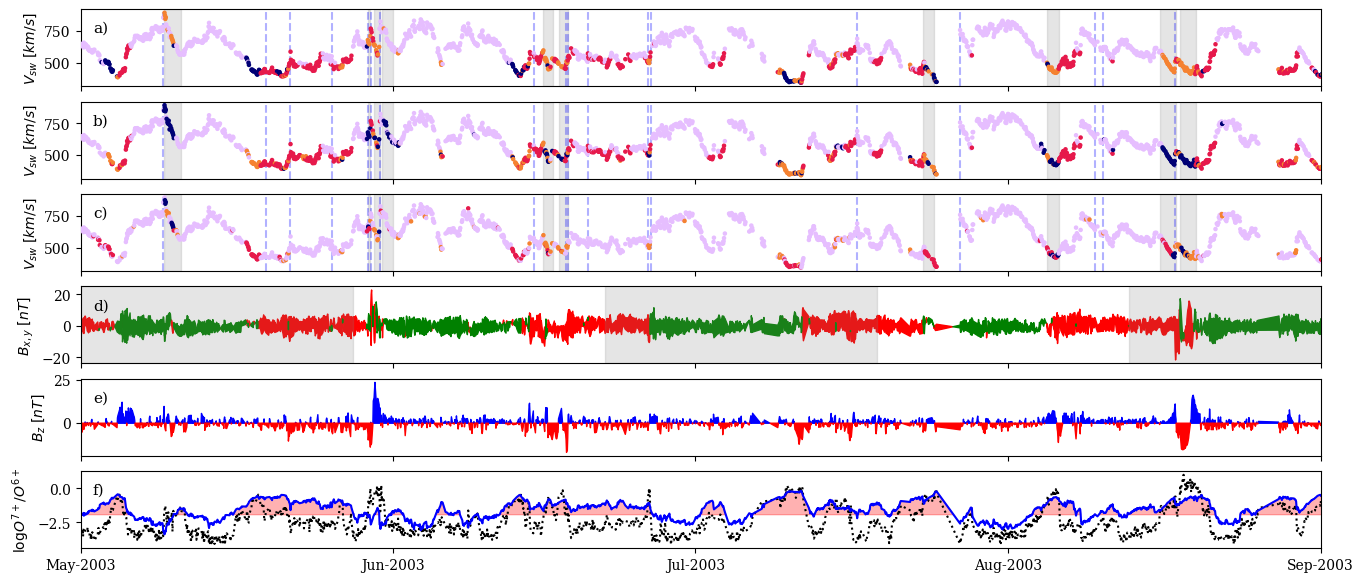 a)
750
500
V_sw [km/s]
b)
750
500
V_sw [km/s]
c)
750
500
V_sw [km/s]
d)
20
0
−20
B_x,y [nT]
e)
25
0
B_z [nT]
f)
0.0
−2.5
logO^7+/O^6+
May-2003 Jun-2003 Jul-2003 Aug-2003 Sep-2003